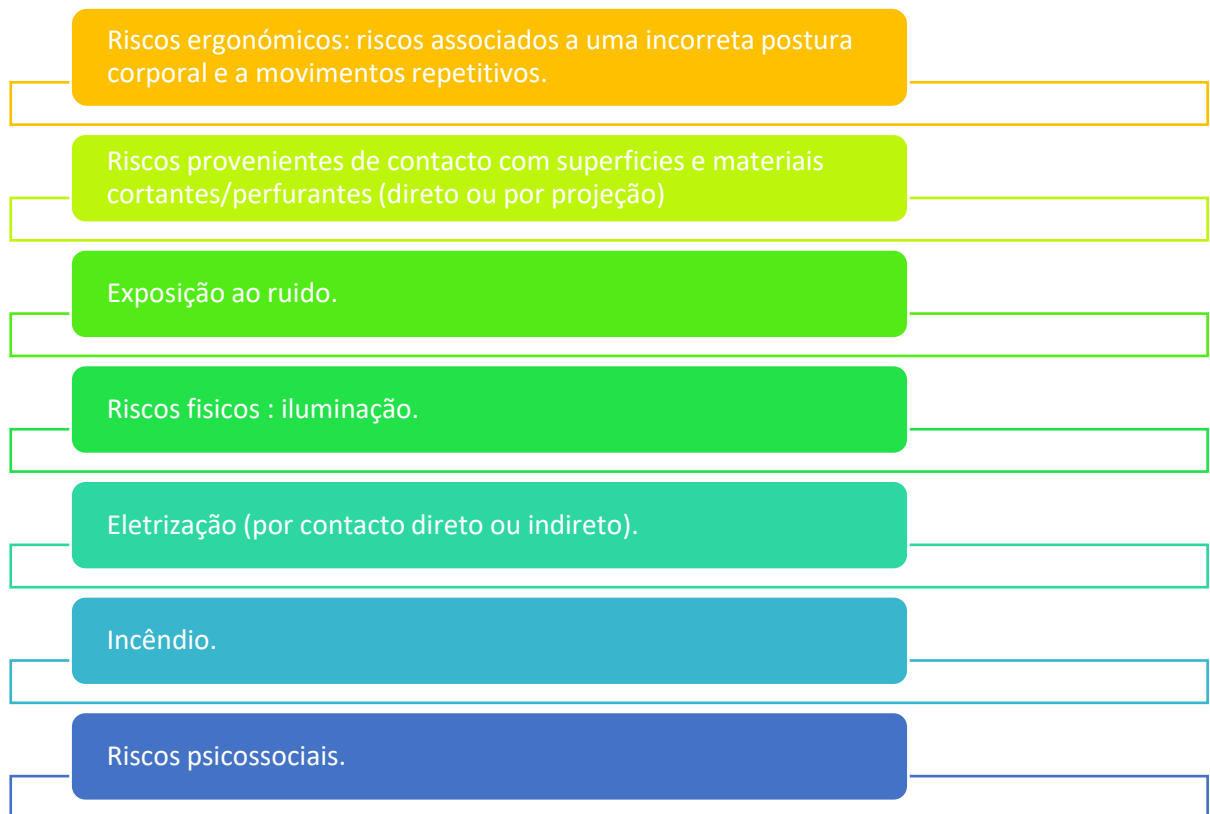 Riscos ergonómicos: riscos associados a uma incorreta postura
corporal e a movimentos repetitivos.
Riscos provenientes de contacto com superficies e materiais
cortantes/perfurantes (direto ou por projeção)
Exposição ao ruido.
Riscos fisicos : iluminação.
Eletrização (por contacto direto ou indireto).
Incêndio.
Riscos psicossociais.